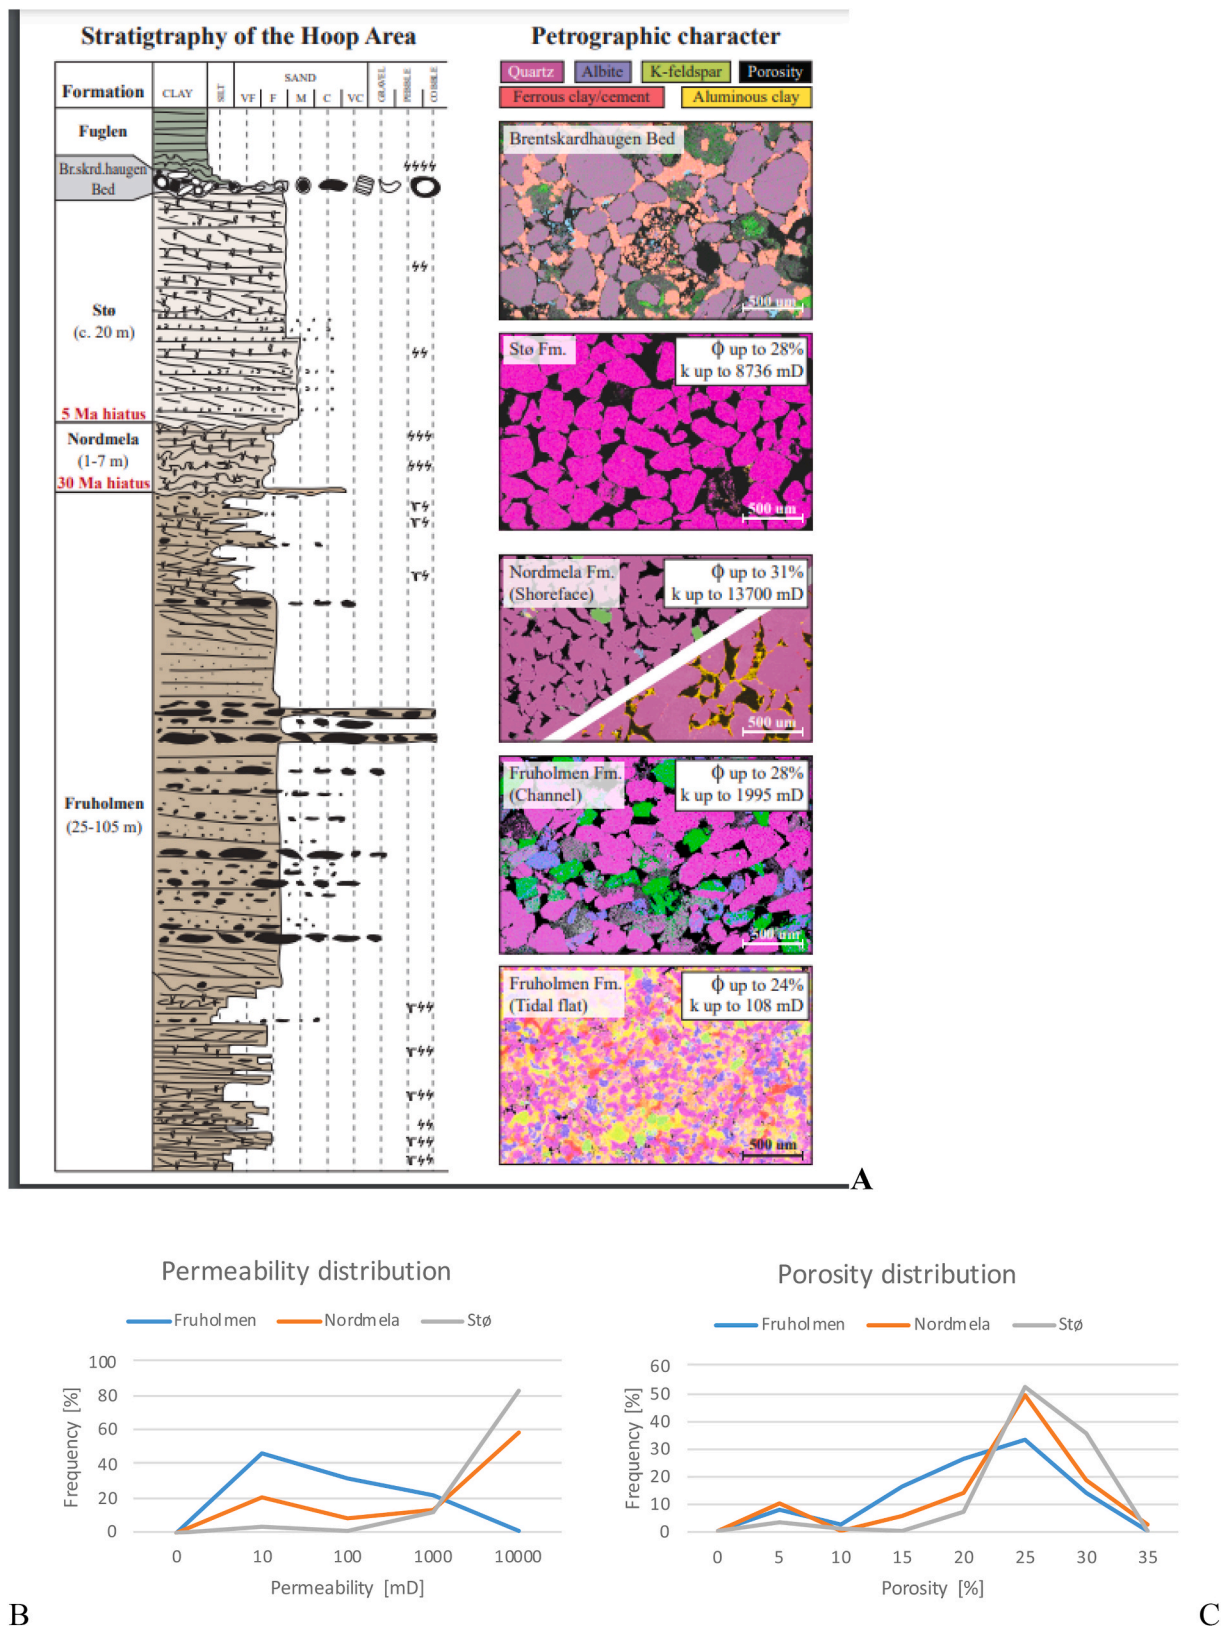 Stratigtraphy of the Hoop Area
Formation
CLAY
SILT
SAND
VF
F
M
C
VC
GRAVEL
PEBBLE
COBBLE
Fuglen
Br.skrd.haugen
Bed
Stø
(c. 20 m)
5 Ma hiatus
Nordmela
(1-7 m)
30 Ma hiatus
Fruholmen
(25-105 m)
Petrographic character
Quartz
Albite
K-feldspar
Porosity
Ferrous clay/cement
Aluminous clay
Brentskardhaugen Bed
500 um
Stø Fm.
ϕ up to 28%
k up to 8736 mD
500 um
Nordmela Fm.
(Shoreface)
ϕ up to 31%
k up to 13700 mD
500 um
Fruholmen Fm.
(Channel)
ϕ up to 28%
k up to 1995 mD
500 um
Fruholmen Fm.
(Tidal flat)
ϕ up to 24%
k up to 108 mD
500 um
A
Permeability distribution
Fruholmen Nordmela Stø
Frequency [%]
100
80
60
40
20
0
0 10 100 1000 10000
Permeability [mD]
B
Porosity distribution
Fruholmen Nordmela Stø
Frequency [%]
60
50
40
30
20
10
0
0 5 10 15 20 25 30 35
Porosity [%]
C